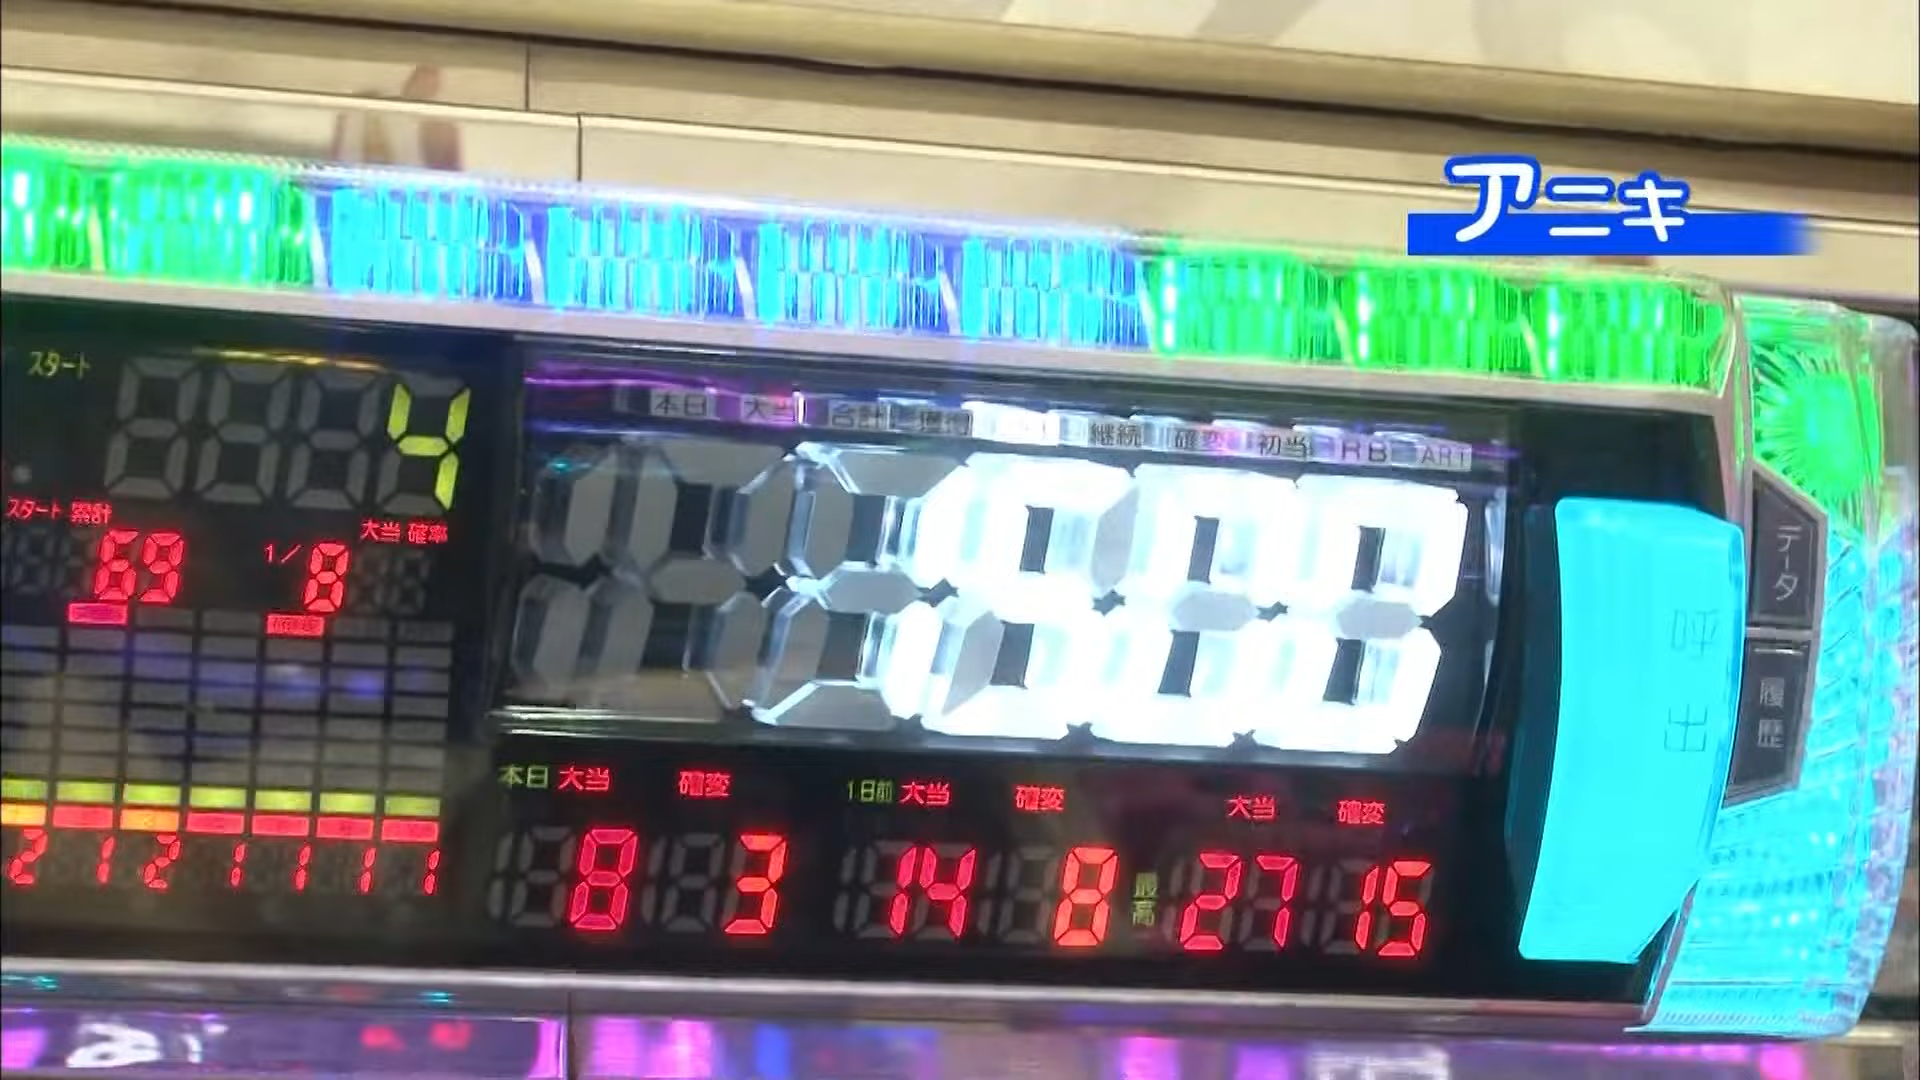 アニキ
スタート
4
本日 大当 合計 獲得 継続 確変 初当 RB ART
スタート 累計
大当 確率
69
1/8
500
呼出
データ
履歴
本日 大当 確変
1日前 大当 確変
大当 確変
2 1 2 1 1 1 1
8 3
14 8
最高
27 15